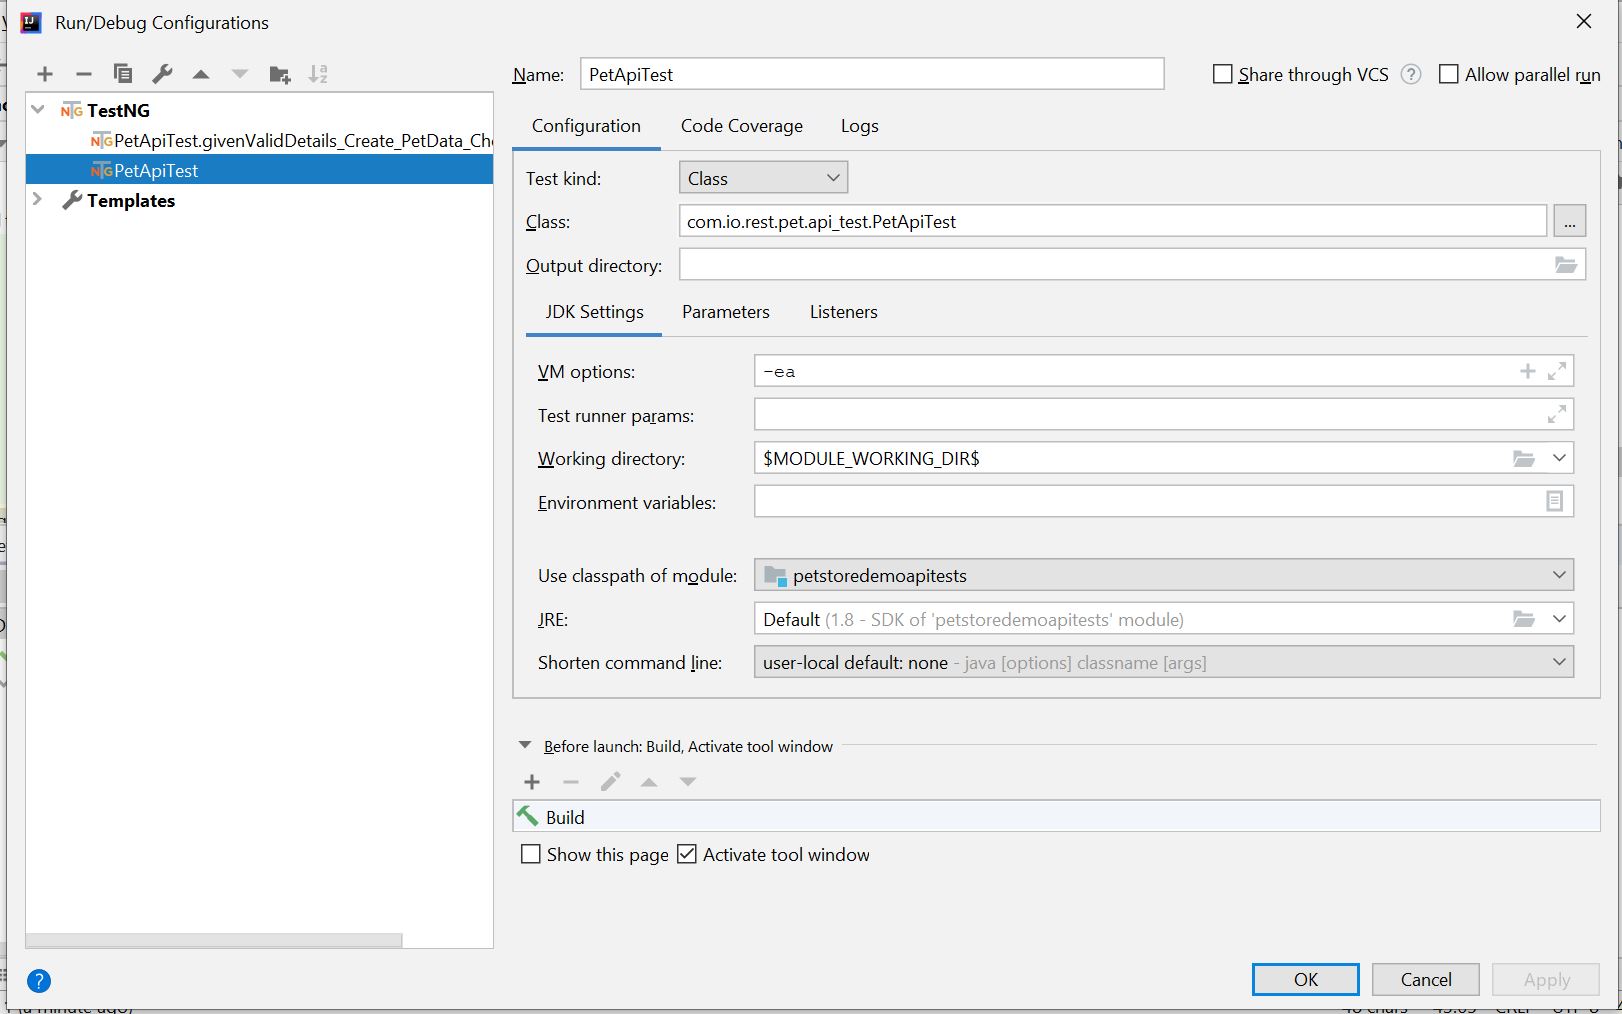 Run/Debug Configurations
Name: PetApiTest
Share through VCS ? Allow parallel run
TestNG
PetApiTest.givenValidDetails_Create_PetData_Che
PetApiTest
Templates
Configuration Code Coverage Logs
Test kind: Class
Class: com.io.rest.pet.api_test.PetApiTest ...
Output directory:
JDK Settings Parameters Listeners
VM options: -ea
Test runner params:
Working directory: $MODULE_WORKING_DIR$
Environment variables:
Use classpath of module: petstoredemoapitests
JRE: Default (1.8 - SDK of 'petstoredemoapitests' module)
Shorten command line: user-local default: none - java [options] classname [args]
Before launch: Build, Activate tool window
Build
Show this page Activate tool window
? OK Cancel Apply